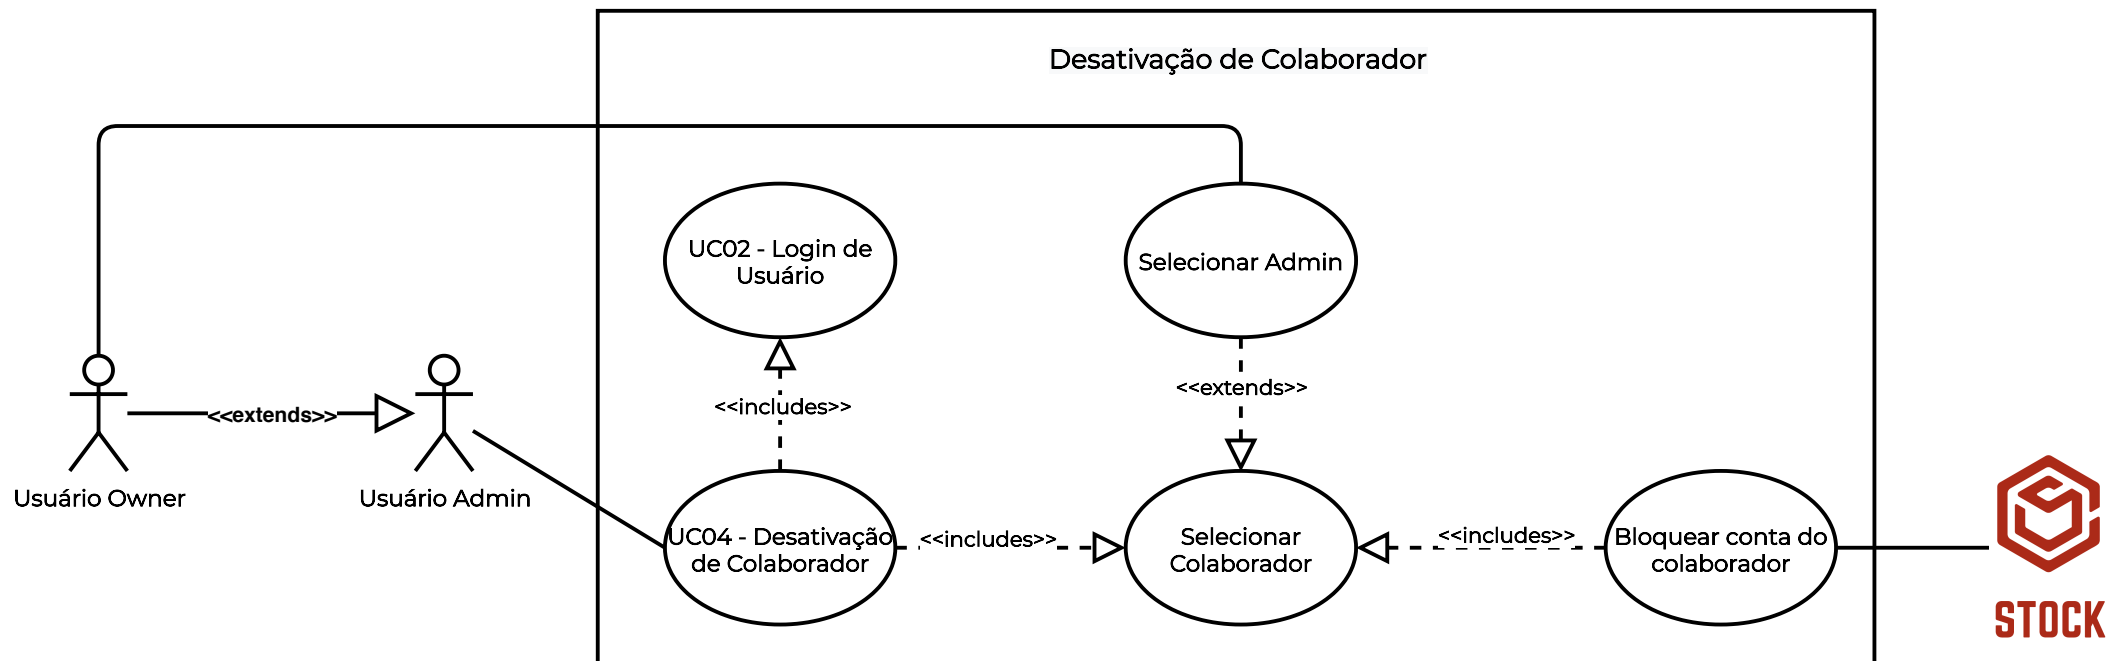 Desativação de Colaborador
UC02 - Login de
Usuário
Selecionar Admin
<<includes>>
<<extends>>
<<extends>>
Usuário Owner
Usuário Admin
UC04 - Desativação
de Colaborador
<<includes>>
Selecionar
Colaborador
<<includes>>
Bloquear conta do
colaborador
STOCK